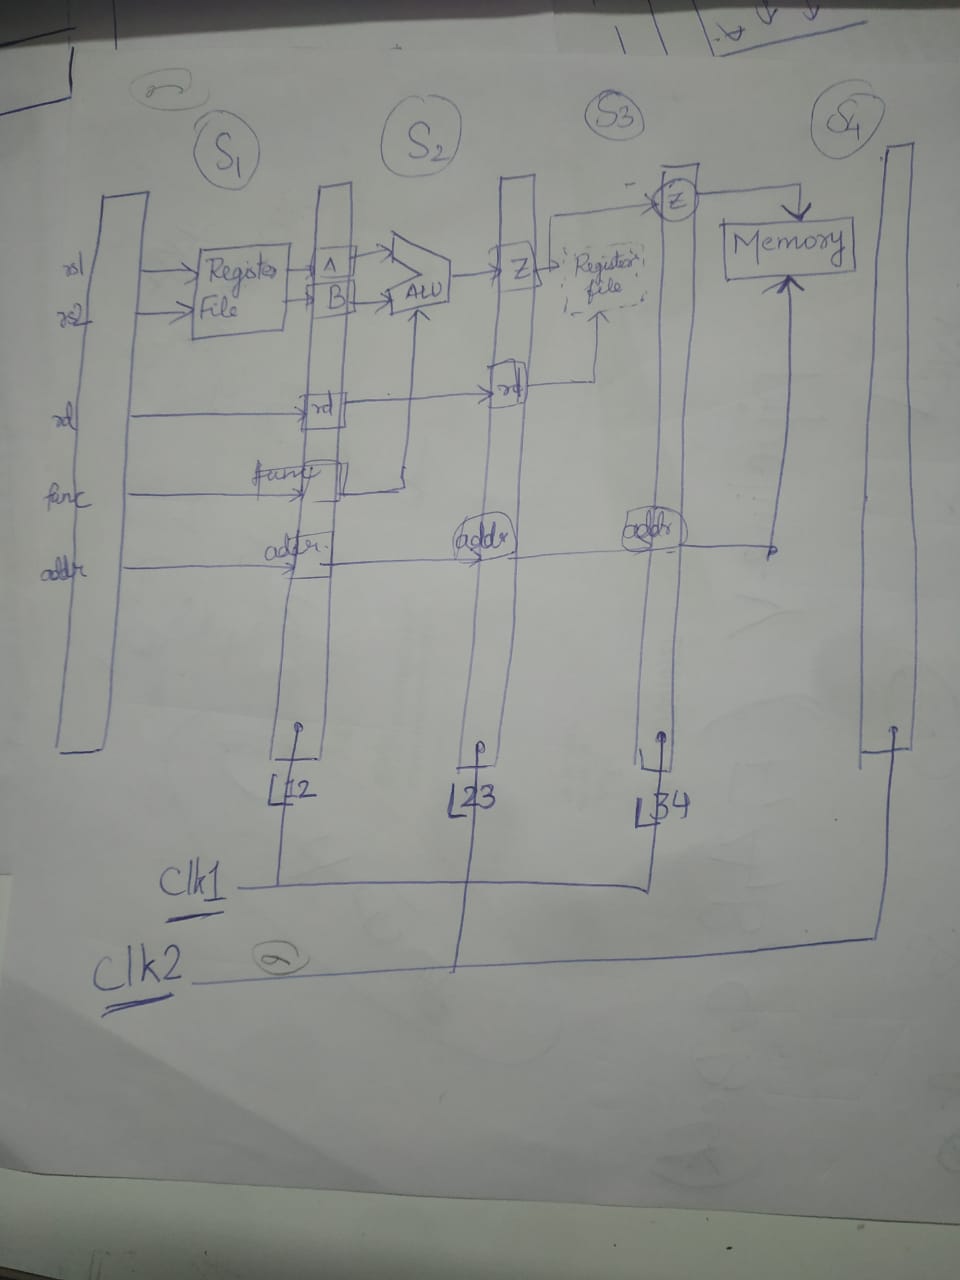 S1
S2
S3
S4
rs1
rs2
rd
func
addr
Register
File
A
B
ALU
Z
Register
file
Z
Memory
rd
rd
func
addr.
addr
addr
L12
L23
L34
Clk1
Clk2